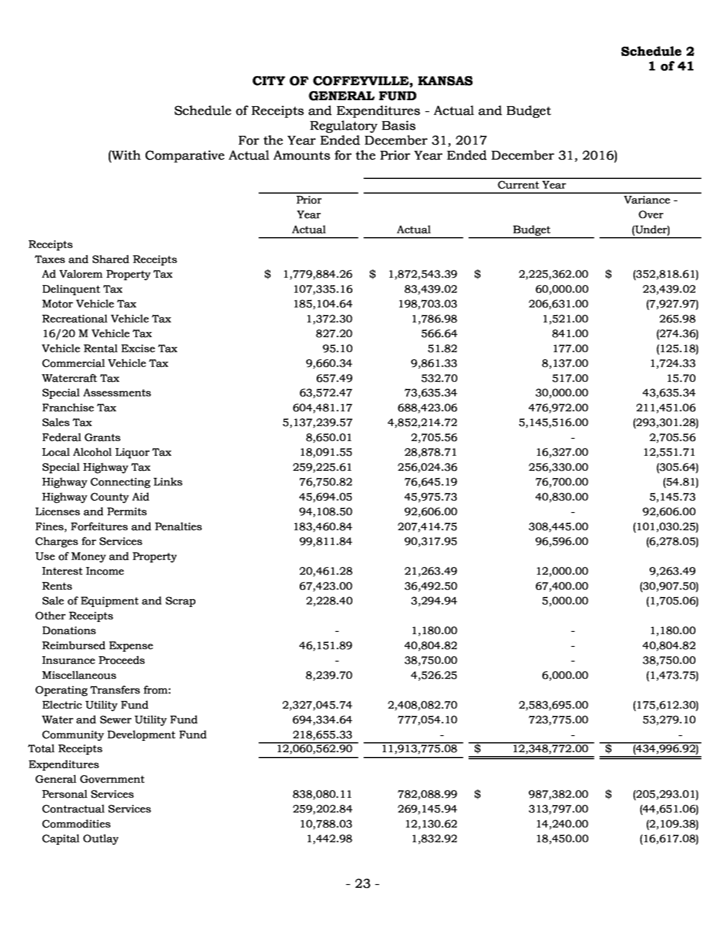 Schedule 2
1 of 41
CITY OF COFFEYVILLE, KANSAS
GENERAL FUND
Schedule of Receipts and Expenditures - Actual and Budget
Regulatory Basis
For the Year Ended December 31, 2017
(With Comparative Actual Amounts for the Prior Year Ended December 31, 2016)
Current Year
Prior Variance -
Year Over
Actual Actual Budget (Under)
Receipts
Taxes and Shared Receipts
Ad Valorem Property Tax $ 1,779,884.26 $ 1,872,543.39 $ 2,225,362.00 $ (352,818.61)
Delinquent Tax 107,335.16 83,439.02 60,000.00 23,439.02
Motor Vehicle Tax 185,104.64 198,703.03 206,631.00 (7,927.97)
Recreational Vehicle Tax 1,372.30 1,786.98 1,521.00 265.98
16/20 M Vehicle Tax 827.20 566.64 841.00 (274.36)
Vehicle Rental Excise Tax 95.10 51.82 177.00 (125.18)
Commercial Vehicle Tax 9,660.34 9,861.33 8,137.00 1,724.33
Watercraft Tax 657.49 532.70 517.00 15.70
Special Assessments 63,572.47 73,635.34 30,000.00 43,635.34
Franchise Tax 604,481.17 688,423.06 476,972.00 211,451.06
Sales Tax 5,137,239.57 4,852,214.72 5,145,516.00 (293,301.28)
Federal Grants 8,650.01 2,705.56 - 2,705.56
Local Alcohol Liquor Tax 18,091.55 28,878.71 16,327.00 12,551.71
Special Highway Tax 259,225.61 256,024.36 256,330.00 (305.64)
Highway Connecting Links 76,750.82 76,645.19 76,700.00 (54.81)
Highway County Aid 45,694.05 45,975.73 40,830.00 5,145.73
Licenses and Permits 94,108.50 92,606.00 - 92,606.00
Fines, Forfeitures and Penalties 183,460.84 207,414.75 308,445.00 (101,030.25)
Charges for Services 99,811.84 90,317.95 96,596.00 (6,278.05)
Use of Money and Property
Interest Income 20,461.28 21,263.49 12,000.00 9,263.49
Rents 67,423.00 36,492.50 67,400.00 (30,907.50)
Sale of Equipment and Scrap 2,228.40 3,294.94 5,000.00 (1,705.06)
Other Receipts
Donations - 1,180.00 - 1,180.00
Reimbursed Expense 46,151.89 40,804.82 - 40,804.82
Insurance Proceeds - 38,750.00 - 38,750.00
Miscellaneous 8,239.70 4,526.25 6,000.00 (1,473.75)
Operating Transfers from:
Electric Utility Fund 2,327,045.74 2,408,082.70 2,583,695.00 (175,612.30)
Water and Sewer Utility Fund 694,334.64 777,054.10 723,775.00 53,279.10
Community Development Fund 218,655.33 - - -
Total Receipts 12,060,562.90 11,913,775.08 $ 12,348,772.00 $ (434,996.92)
Expenditures
General Government
Personal Services 838,080.11 782,088.99 $ 987,382.00 $ (205,293.01)
Contractual Services 259,202.84 269,145.94 313,797.00 (44,651.06)
Commodities 10,788.03 12,130.62 14,240.00 (2,109.38)
Capital Outlay 1,442.98 1,832.92 18,450.00 (16,617.08)
- 23 -